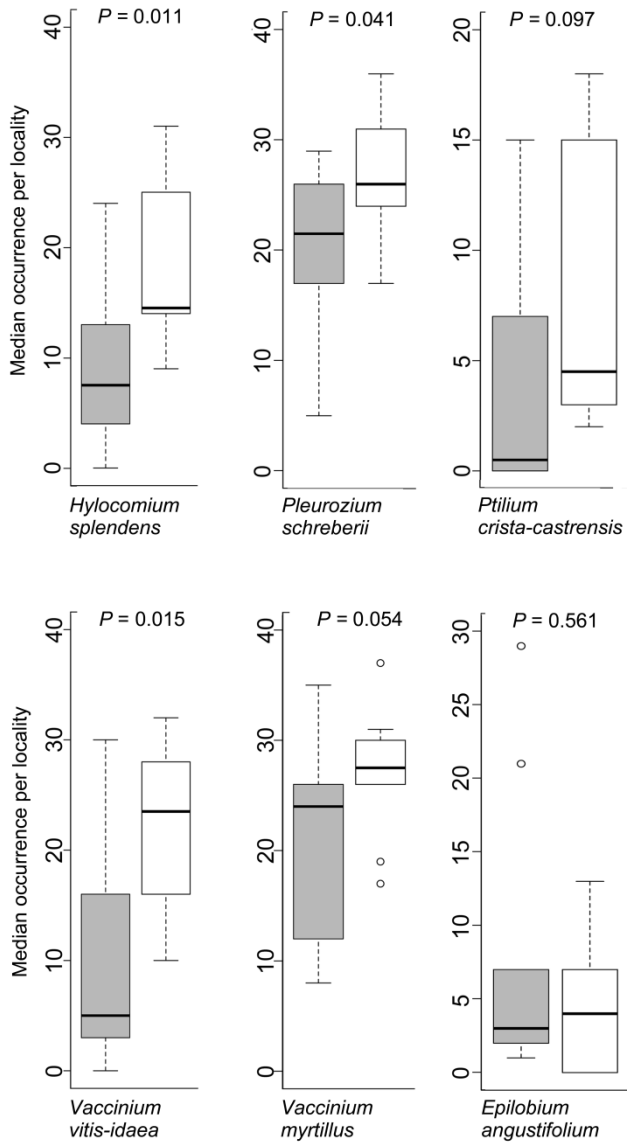 P = 0.011
P = 0.041
P = 0.097
Median occurrence per locality
40
30
20
10
0
40
30
20
10
0
20
15
10
5
0
Hylocomium
splendens
Pleurozium
schreberii
Ptilium
crista-castrensis
P = 0.015
P = 0.054
P = 0.561
Median occurrence per locality
40
30
20
10
0
40
30
20
10
0
30
25
20
15
10
5
0
Vaccinium
vitis-idaea
Vaccinium
myrtillus
Epilobium
angustifolium